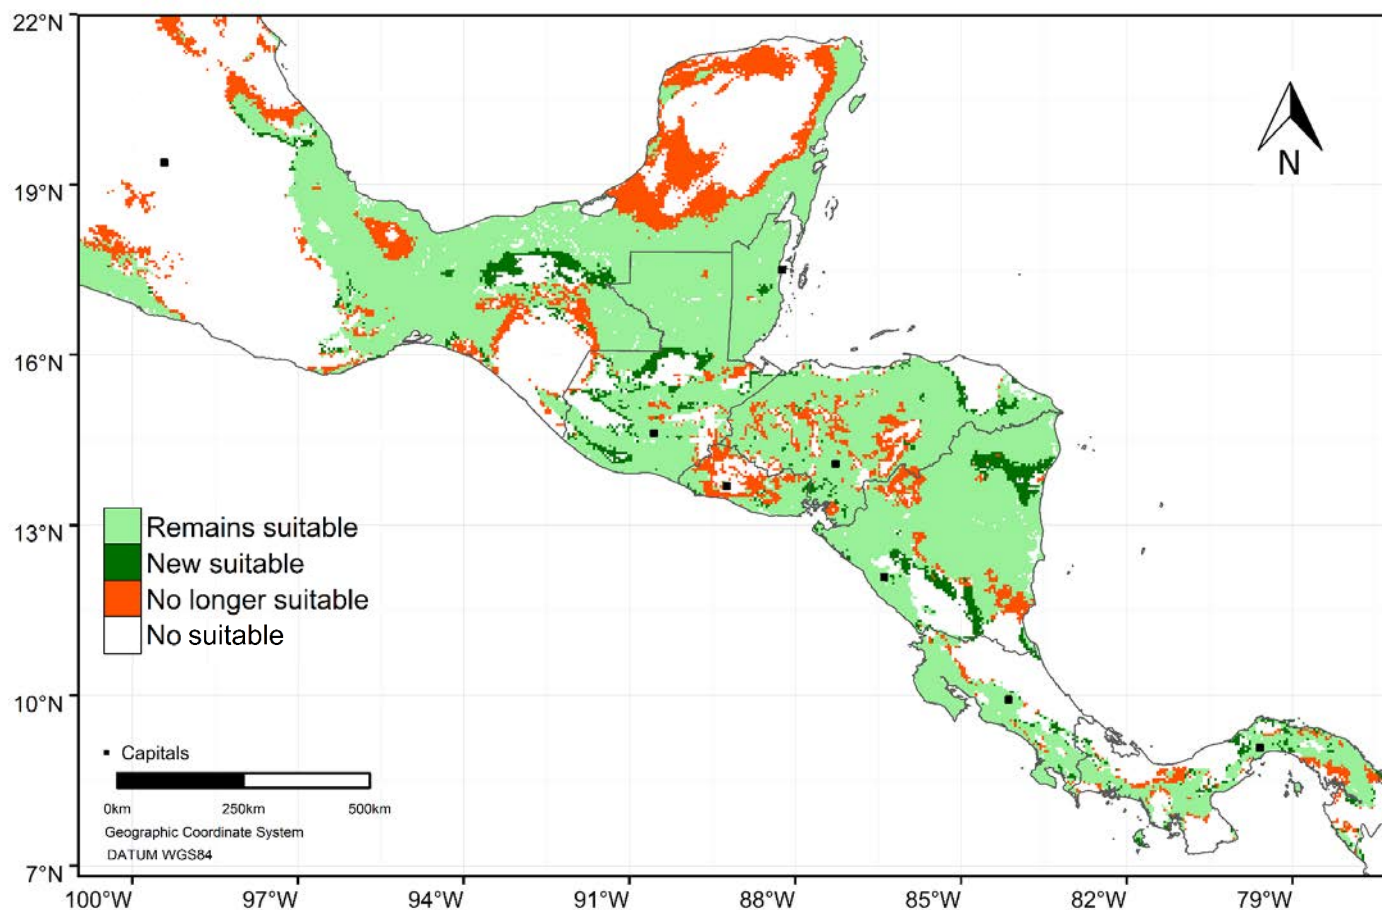 22°N
19°N
16°N
13°N
10°N
7°N
N
Remains suitable
New suitable
No longer suitable
No suitable
Capitals
0km 250km 500km
Geographic Coordinate System
DATUM WGS84
100°W 97°W 94°W 91°W 88°W 85°W 82°W 79°W